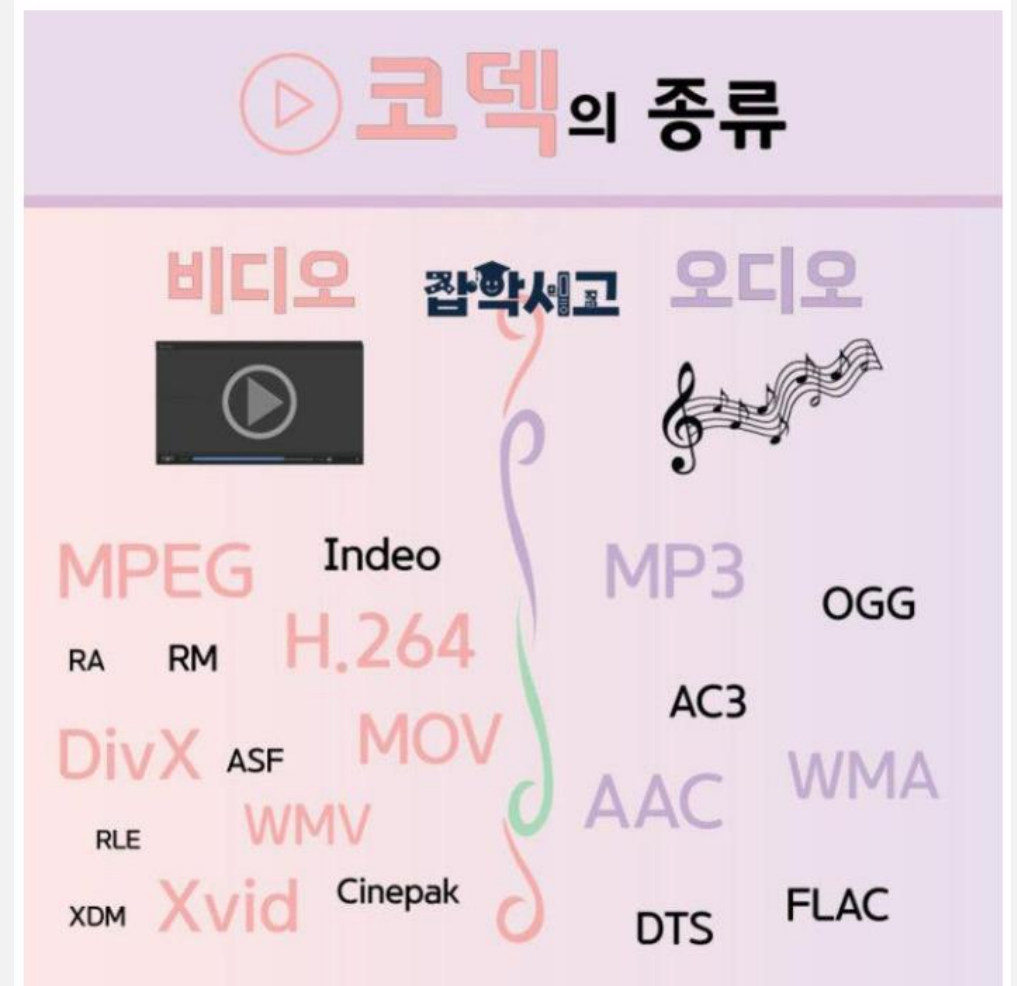 코덱의 종류
비디오
잡학세고
오디오
MPEG
Indeo
RA
RM
H.264
DivX
ASF
MOV
RLE
WMV
XDM
Xvid
Cinepak
MP3
OGG
AC3
AAC
WMA
DTS
FLAC